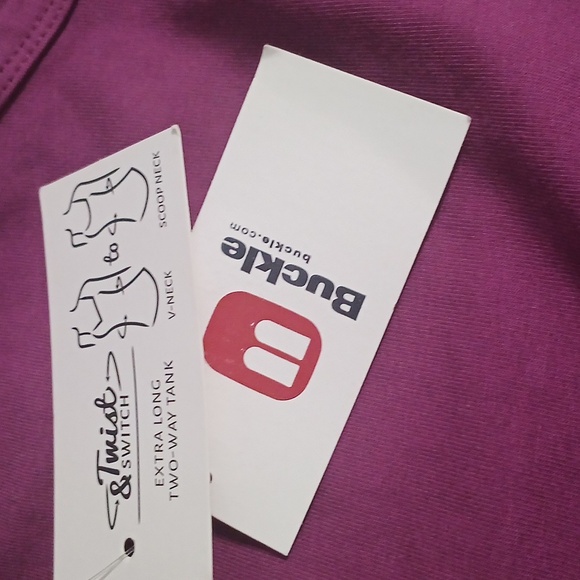 Twist
& SWITCH
EXTRA LONG
TWO-WAY TANK
V-NECK
to
SCOOP NECK
Buckle
buckle.com